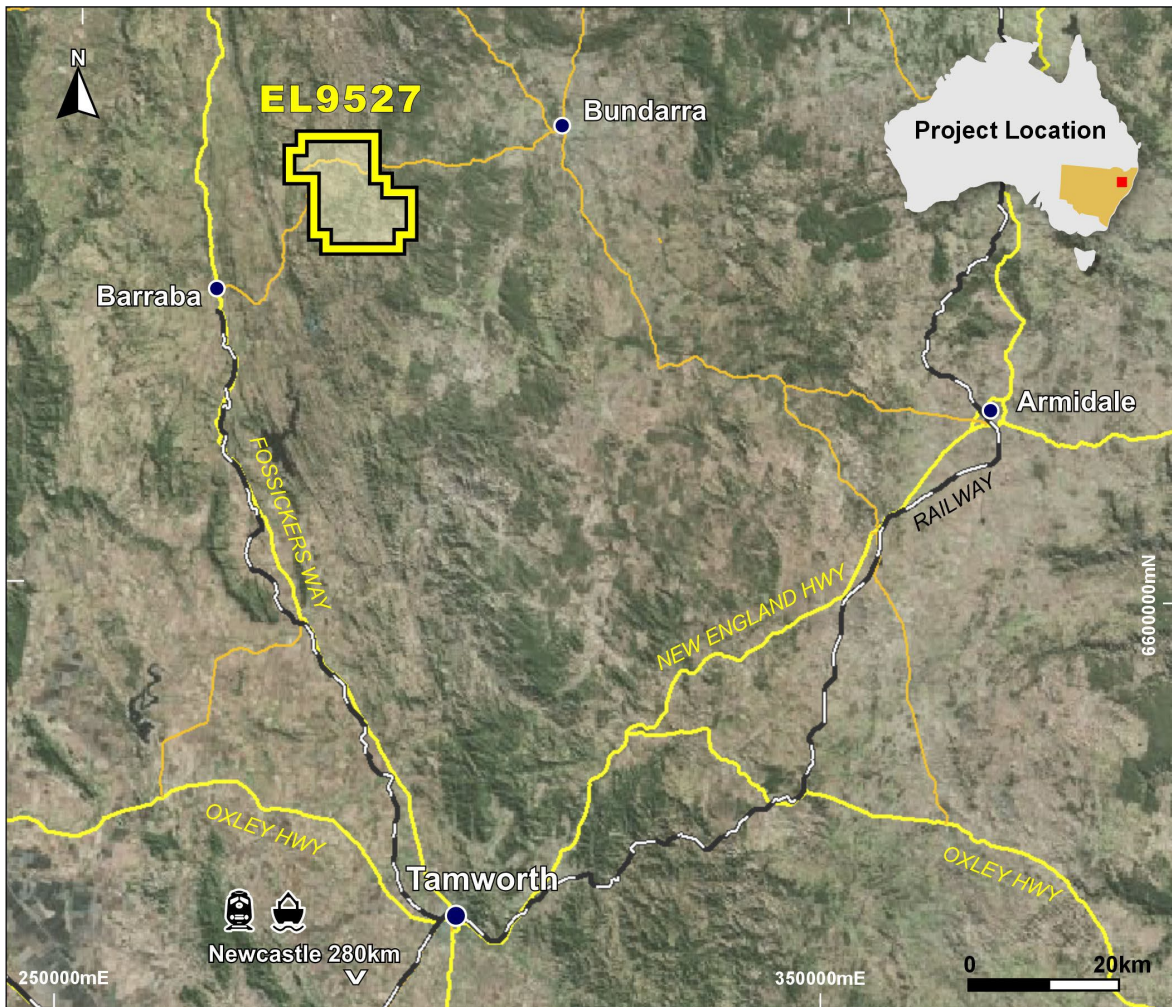 N
EL9527
Bundarra
Project Location
Barraba
Armidale
FOSSICKERS WAY
RAILWAY
NEW ENGLAND HWY
6600000mN
OXLEY HWY
OXLEY HWY
Tamworth
Newcastle 280km
250000mE
350000mE
0 20km